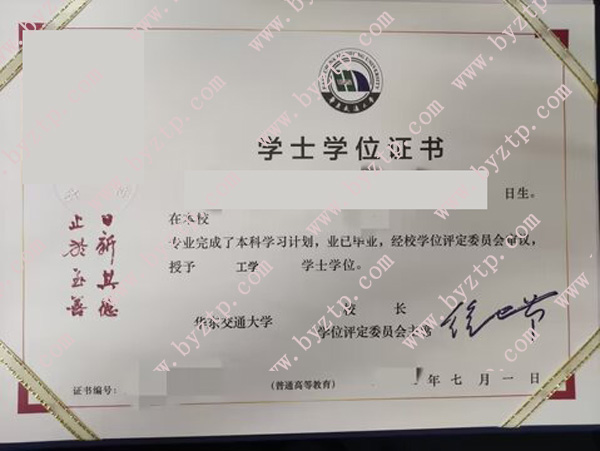 学士学位证书
日生。
在本校
专业完成了本科学习计划，业已毕业，经校学位评定委员会审议，
授予 工学 学士学位。
华东交通大学
校长
学位评定委员会主席
日新其德
止於至善
证书编号：
(普通高等教育)
年七月一日
www.byztp.com